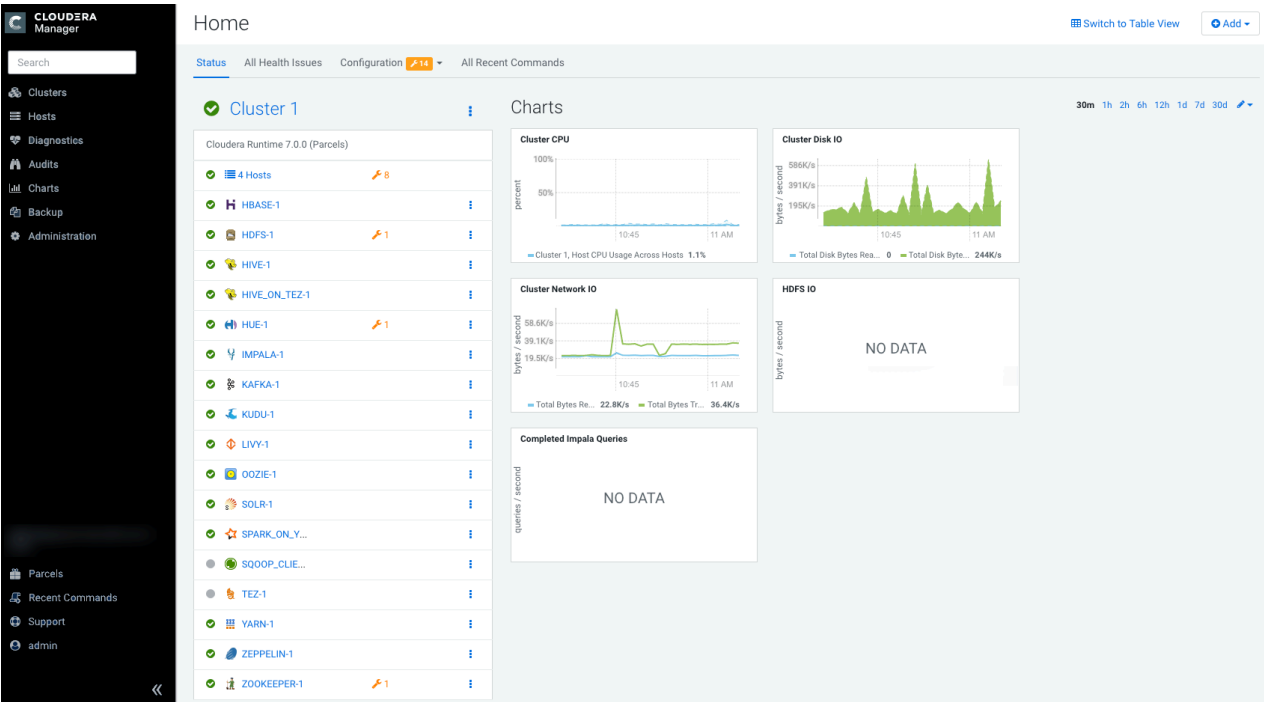 CLOUDERA
Manager
Search
Clusters
Hosts
Diagnostics
Audits
Charts
Backup
Administration
Parcels
Recent Commands
Support
admin
Home
Switch to Table View
Add
Status All Health Issues Configuration 14 All Recent Commands
Cluster 1
Cloudera Runtime 7.0.0 (Parcels)
4 Hosts 8
HBASE-1
HDFS-1 1
HIVE-1
HIVE_ON_TEZ-1
HUE-1 1
IMPALA-1
KAFKA-1
KUDU-1
LIVY-1
OOZIE-1
SOLR-1
SPARK_ON_Y...
SQOOP_CLIE...
TEZ-1
YARN-1
ZEPPELIN-1
ZOOKEEPER-1 1
Charts
30m 1h 2h 6h 12h 1d 7d 30d
Cluster CPU
percent
100%
50%
10:45 11 AM
Cluster 1, Host CPU Usage Across Hosts 1.1%
Cluster Disk IO
bytes / second
586K/s
391K/s
195K/s
10:45 11 AM
Total Disk Bytes Rea... 0 Total Disk Byte... 244K/s
Cluster Network IO
bytes / second
58.6K/s
39.1K/s
19.5K/s
10:45 11 AM
Total Bytes Re... 22.8K/s Total Bytes Tr... 36.4K/s
HDFS IO
bytes / second
NO DATA
Completed Impala Queries
queries / second
NO DATA